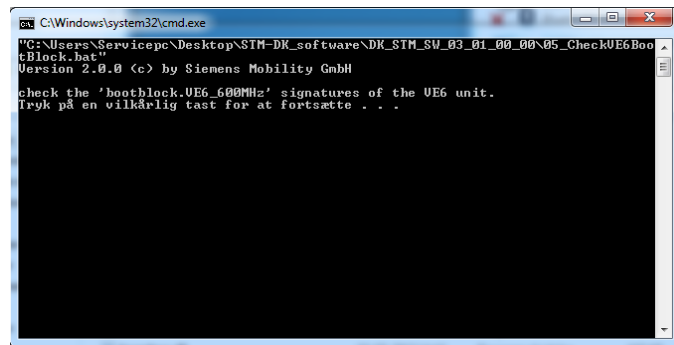 C:\Windows\system32\cmd.exe
"C:\Users\Servicepc\Desktop\STM-DK_software\DK_STM_SW_03_01_00_00\05_CheckVE6Boo
tBlock.bat"
Version 2.0.0 (c) by Siemens Mobility GmbH
check the 'bootblock.VE6_600MHz' signatures of the VE6 unit.
Tryk på en vilkårlig tast for at fortsætte . . .